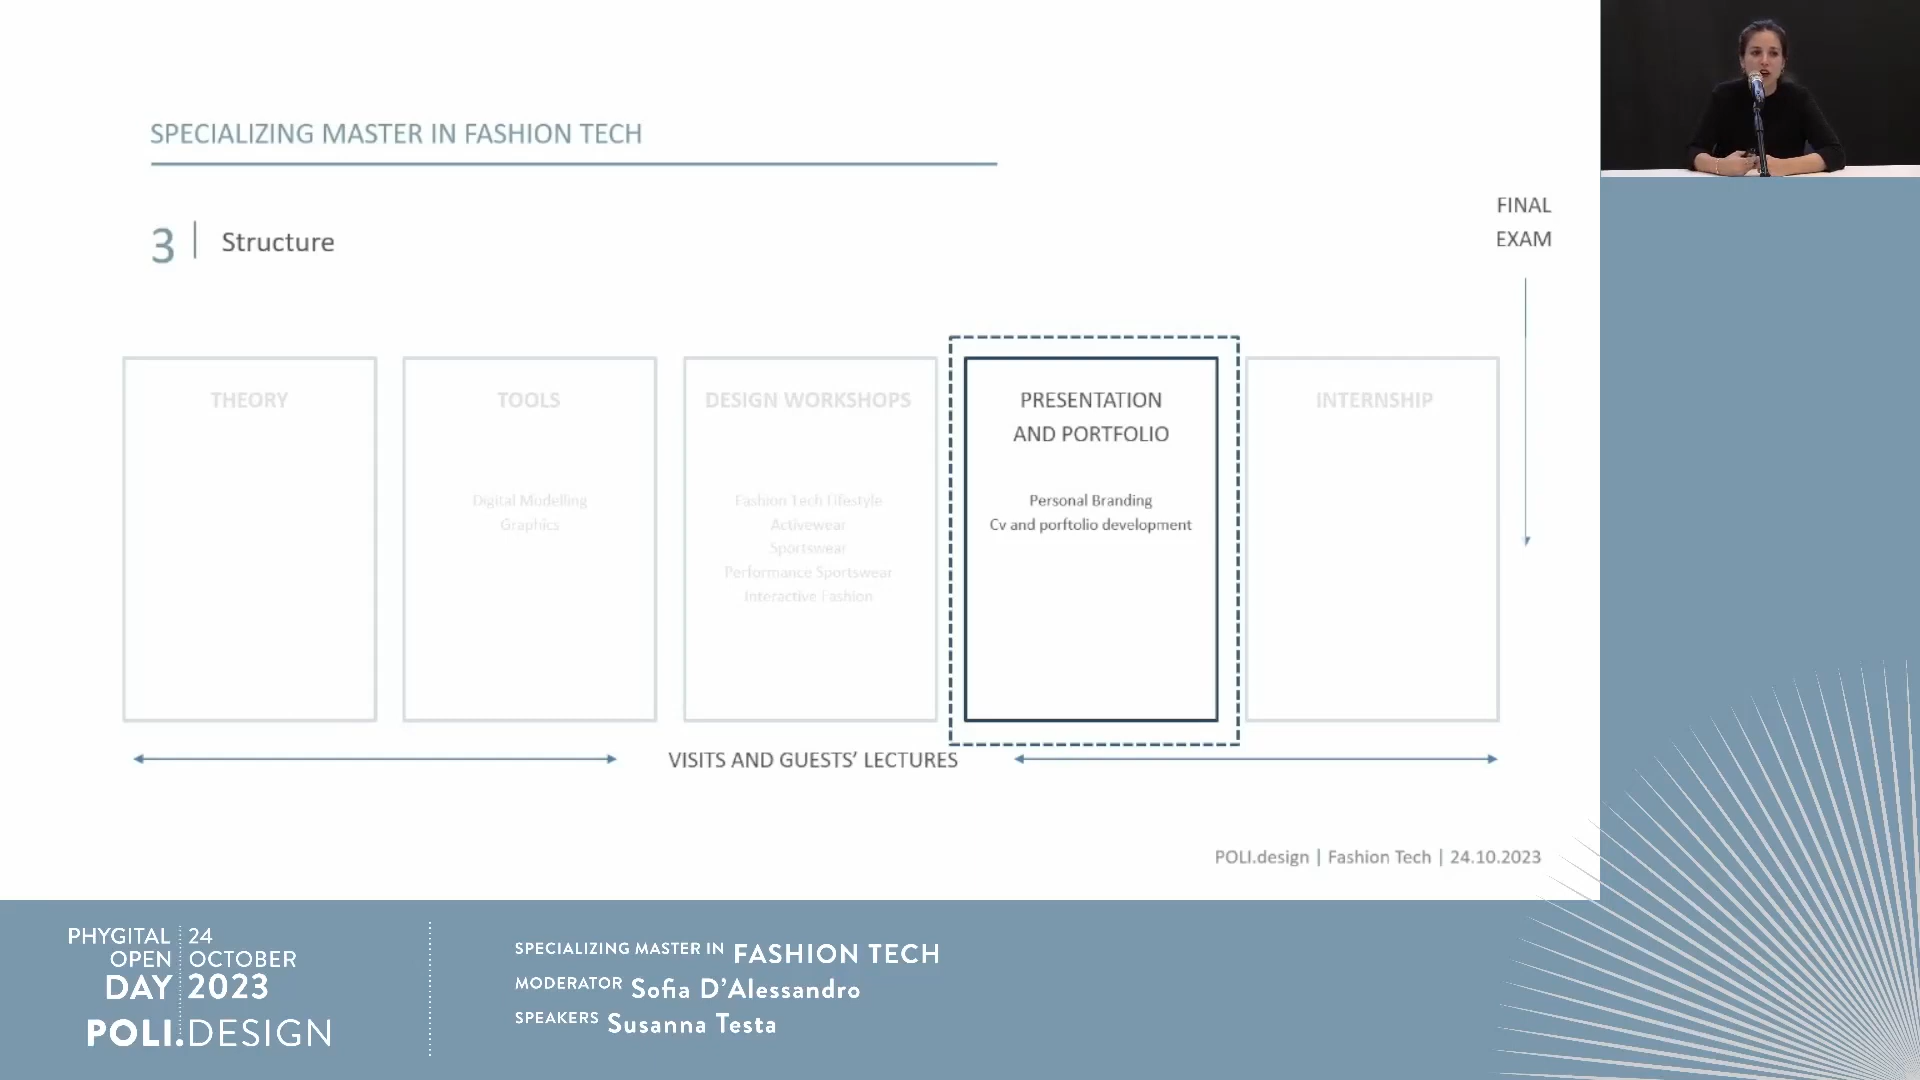 SPECIALIZING MASTER IN FASHION TECH
3 | Structure
FINAL
EXAM
THEORY
TOOLS
Digital Modelling
Graphics
DESIGN WORKSHOPS
Fashion Tech Lifestyle
Activewear
Sportswear
Performance Sportswear
Interactive Fashion
PRESENTATION
AND PORTFOLIO
Personal Branding
Cv and porftolio development
INTERNSHIP
VISITS AND GUESTS’ LECTURES
POLI.design | Fashion Tech | 24.10.2023
PHYGITAL 24
OPEN OCTOBER
DAY 2023
POLI.DESIGN
SPECIALIZING MASTER IN FASHION TECH
MODERATOR Sofia D’Alessandro
SPEAKERS Susanna Testa